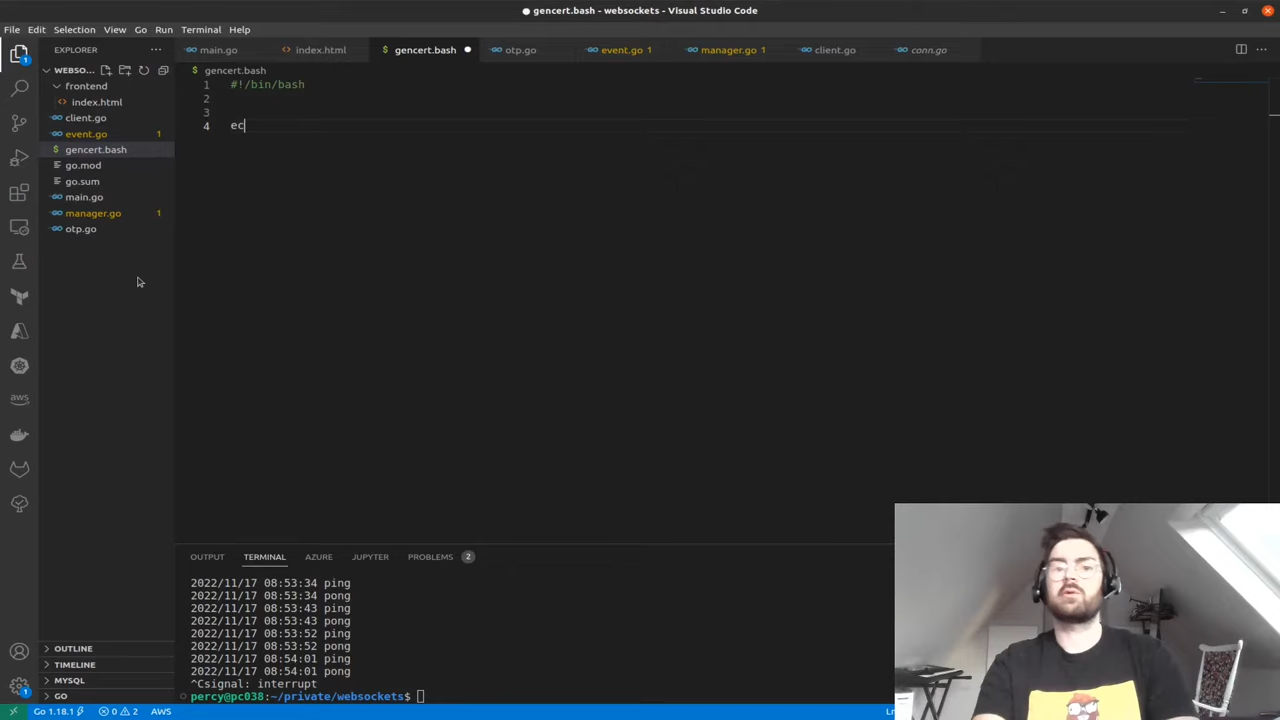 gencert.bash - websockets - Visual Studio Code
File Edit Selection View Go Run Terminal Help
EXPLORER
main.go index.html gencert.bash otp.go event.go 1 manager.go 1 client.go conn.go
WEBSO...
gencert.bash
frontend
index.html
client.go
event.go 1
gencert.bash
go.mod
go.sum
main.go
manager.go 1
otp.go
1 #!/bin/bash
2
3
4 ec
OUTPUT TERMINAL AZURE JUPYTER PROBLEMS 2
2022/11/17 08:53:34 ping
2022/11/17 08:53:34 pong
2022/11/17 08:53:43 ping
2022/11/17 08:53:43 pong
2022/11/17 08:53:52 ping
2022/11/17 08:53:52 pong
2022/11/17 08:54:01 ping
2022/11/17 08:54:01 pong
^Csignal: interrupt
percy@pc038:~/private/websockets$
aws
1
OUTLINE
TIMELINE
MYSQL
GO
1
Go 1.18.1 0 2 AWS